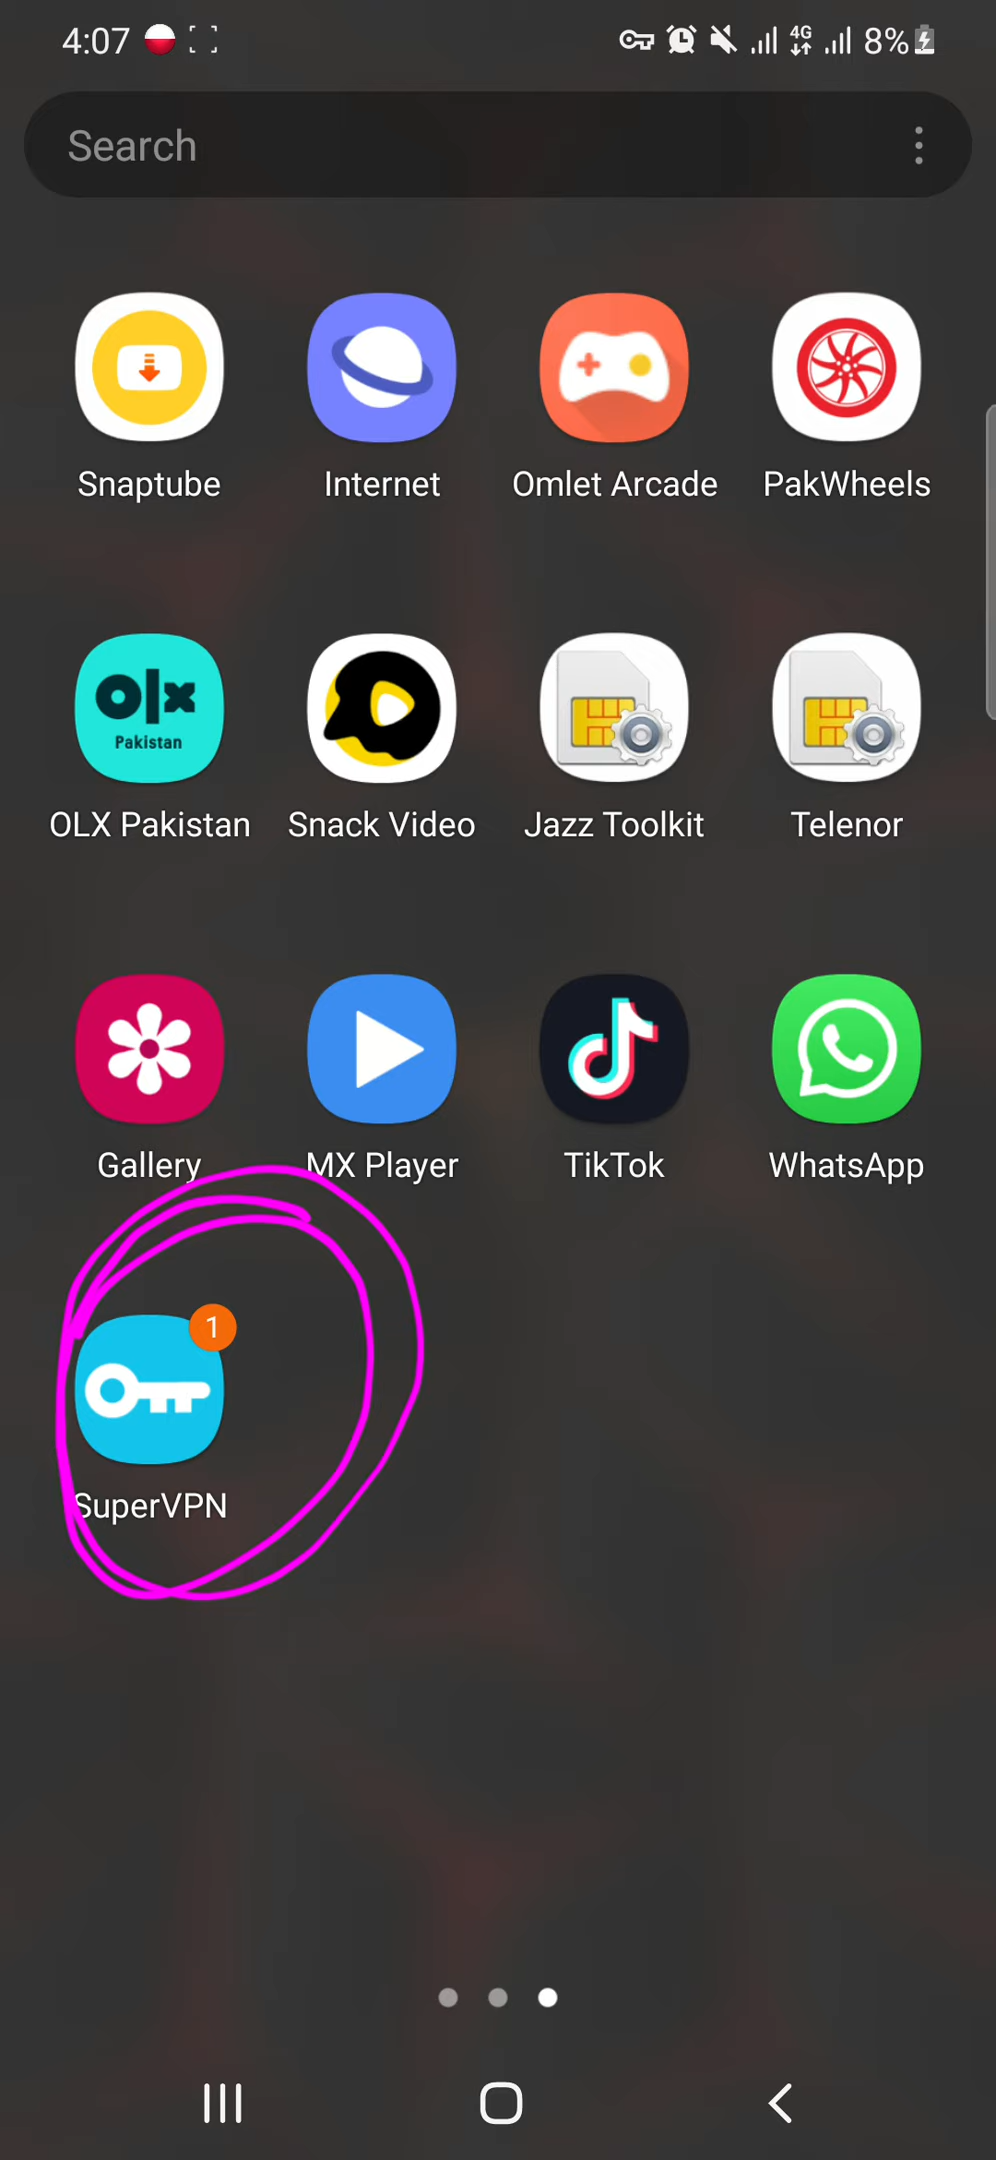 4:07 4G 8%
Search
Snaptube Internet Omlet Arcade PakWheels
olx
Pakistan
OLX Pakistan Snack Video Jazz Toolkit Telenor
Gallery MX Player TikTok WhatsApp
1
SuperVPN